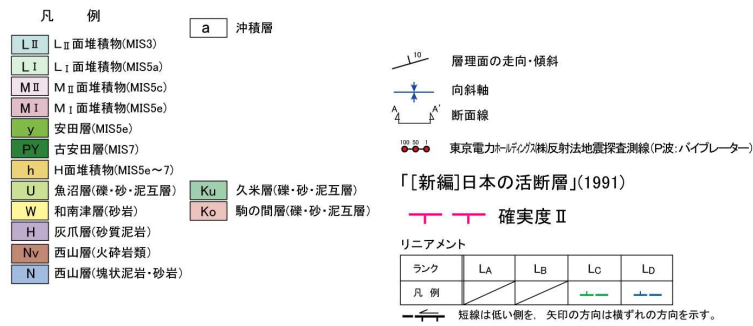 凡 例
a 沖積層
LⅡ LⅡ面堆積物(MIS3)
LⅠ LⅠ面堆積物(MIS5a)
MⅡ MⅡ面堆積物(MIS5c)
MⅠ MⅠ面堆積物(MIS5e)
y 安田層(MIS5e)
PY 古安田層(MIS7)
h H面堆積物(MIS5e～7)
U 魚沼層(礫・砂・泥互層)
W 和南津層(砂岩)
H 灰爪層(砂質泥岩)
Nv 西山層(火砕岩類)
N 西山層(塊状泥岩・砂岩)
Ku 久米層(礫・砂・泥互層)
Ko 駒の間層(礫・砂・泥互層)
10 層理面の走向・傾斜
向斜軸
A A' 断面線
100 50 1 東京電力ホールディングス㈱反射法地震探査測線(P波:バイブレーター)
「[新編]日本の活断層」(1991)
確実度Ⅱ
リニアメント
ランク LA LB LC LD
凡 例
短線は低い側を, 矢印の方向は横ずれの方向を示す。